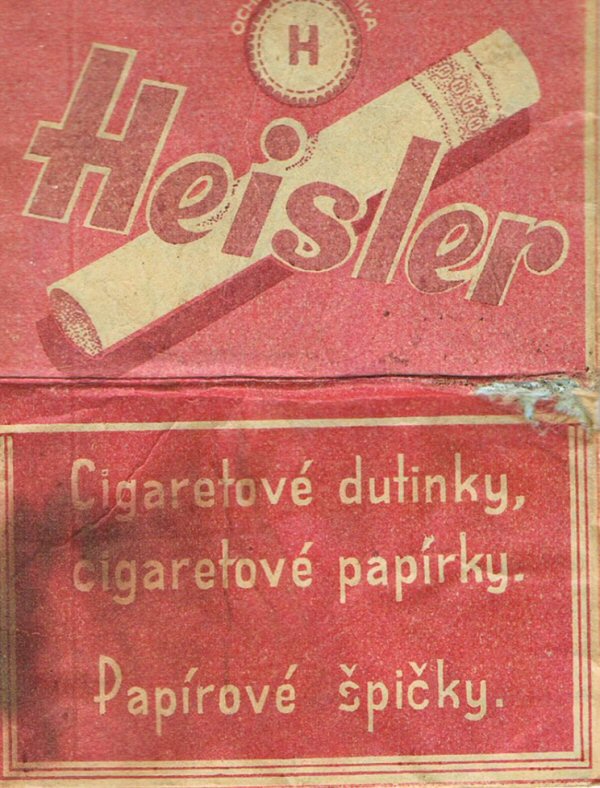 H
Heisler
Cigaretové dutinky,
cigaretové papírky.
Papírové špičky.